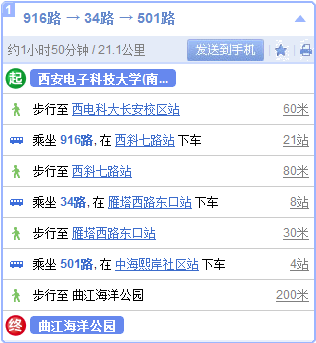 1
916路 → 34路 → 501路
约1小时50分钟 / 21.1公里 发送到手机
起 西安电子科技大学(南...
步行至 西电科大长安校区站 60米
乘坐 916路, 在 西斜七路站 下车 21站
步行至 西斜七路站 80米
乘坐 34路, 在 雁塔西路东口站 下车 8站
步行至 雁塔西路东口站 30米
乘坐 501路, 在 中海熙岸社区站 下车 4站
步行至 曲江海洋公园 200米
终 曲江海洋公园